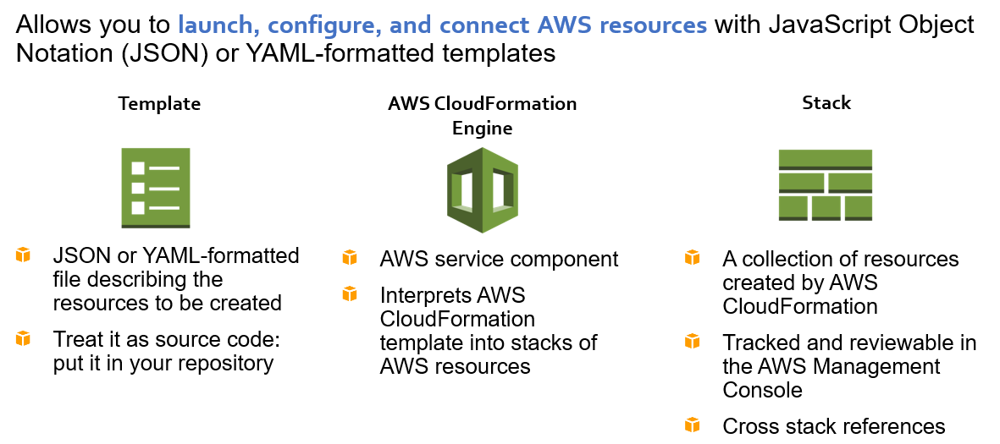 Allows you to launch, configure, and connect AWS resources with JavaScript Object
Notation (JSON) or YAML-formatted templates
Template
JSON or YAML-formatted
file describing the
resources to be created
Treat it as source code:
put it in your repository
AWS CloudFormation
Engine
AWS service component
Interprets AWS
CloudFormation
template into stacks of
AWS resources
Stack
A collection of resources
created by AWS
CloudFormation
Tracked and reviewable in
the AWS Management
Console
Cross stack references